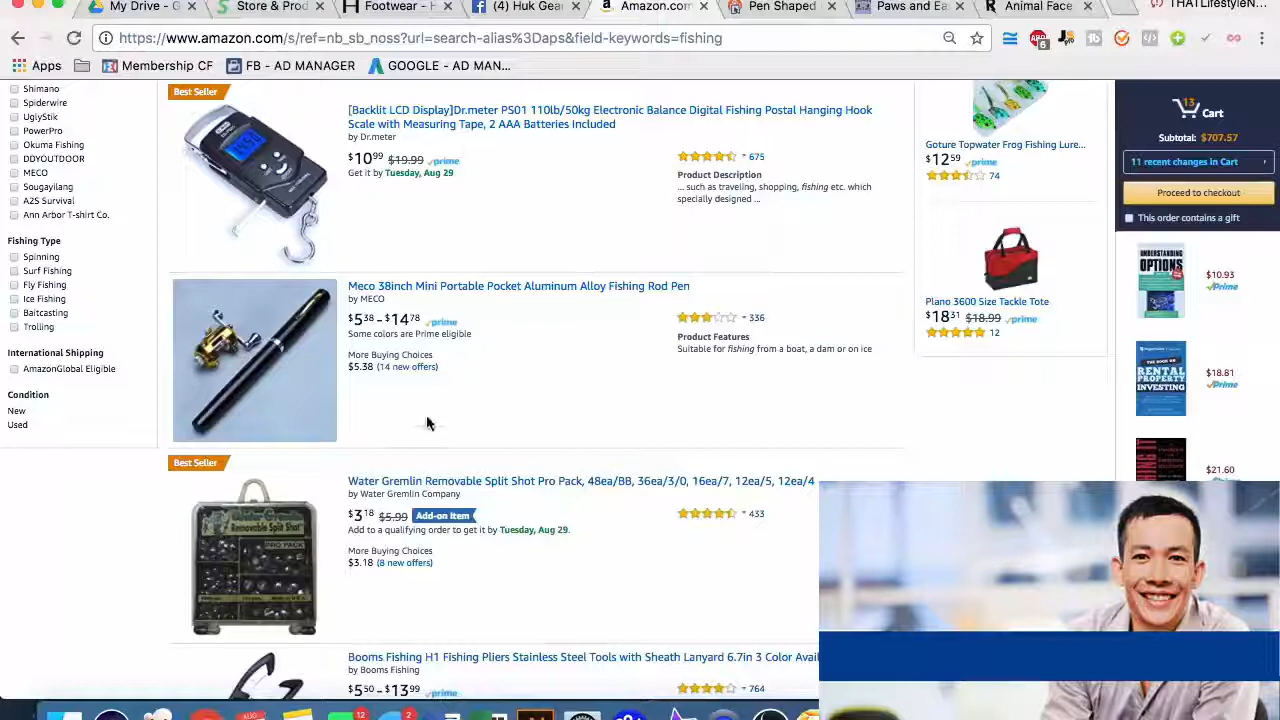 My Drive - G
Store & Prod
Footwear - H
(4) Huk Gear
Amazon.com
Pen Shaped
Paws and Ea
Animal Face
THATLifestyleN
https://www.amazon.com/s/ref=nb_sb_noss?url=search-alias%3Daps&field-keywords=fishing
6
Apps
Membership CF
FB - AD MANAGER
GOOGLE - AD MAN...
Shimano
Spiderwire
UglyStik
PowerPro
Okuma Fishing
DDYOUTDOOR
MECO
Sougayilang
A2S Survival
Ann Arbor T-shirt Co.
Fishing Type
Spinning
Surf Fishing
Fly Fishing
Ice Fishing
Baitcasting
Trolling
International Shipping
AmazonGlobal Eligible
Condition
New
Used
Best Seller
[Backlit LCD Display]Dr.meter PS01 110lb/50kg Electronic Balance Digital Fishing Postal Hanging Hook
Scale with Measuring Tape, 2 AAA Batteries Included
by Dr.meter
$10 99 $19.99 prime
Get it by Tuesday, Aug 29
675
Product Description
... such as traveling, shopping, fishing etc. which
specially designed ...
Meco 38inch Mini Portable Pocket Aluminum Alloy Fishing Rod Pen
by MECO
$5 38 - $14 78 prime
Some colors are Prime eligible
More Buying Choices
$5.38 (14 new offers)
336
Product Features
Suitable for fishing from a boat, a dam or on ice
Best Seller
Water Gremlin Removable Split Shot Pro Pack, 48ea/BB, 36ea/3/0, 16ea/7, 12ea/5, 12ea/4
by Water Gremlin Company
$3 18 $5.99 Add-on Item
Add to a qualifying order to get it by Tuesday, Aug 29.
More Buying Choices
$3.18 (8 new offers)
433
Removable Split Shot
PRO PACK
Booms Fishing H1 Fishing Pliers Stainless Steel Tools with Sheath Lanyard 6.7in 3 Color Avail
by Booms Fishing
$5 50 - $13 99 prime
764
Goture Topwater Frog Fishing Lure...
$12 59 prime
74
Plano 3600 Size Tackle Tote
$18 31 $18.99 prime
12
13
Cart
Subtotal: $707.57
11 recent changes in Cart
Proceed to checkout
This order contains a gift
UNDERSTANDING
OPTIONS
$10.93
Prime
THE BOOK ON
RENTAL
PROPERTY
INVESTING
$18.81
Prime
$21.60
AUG
12
2